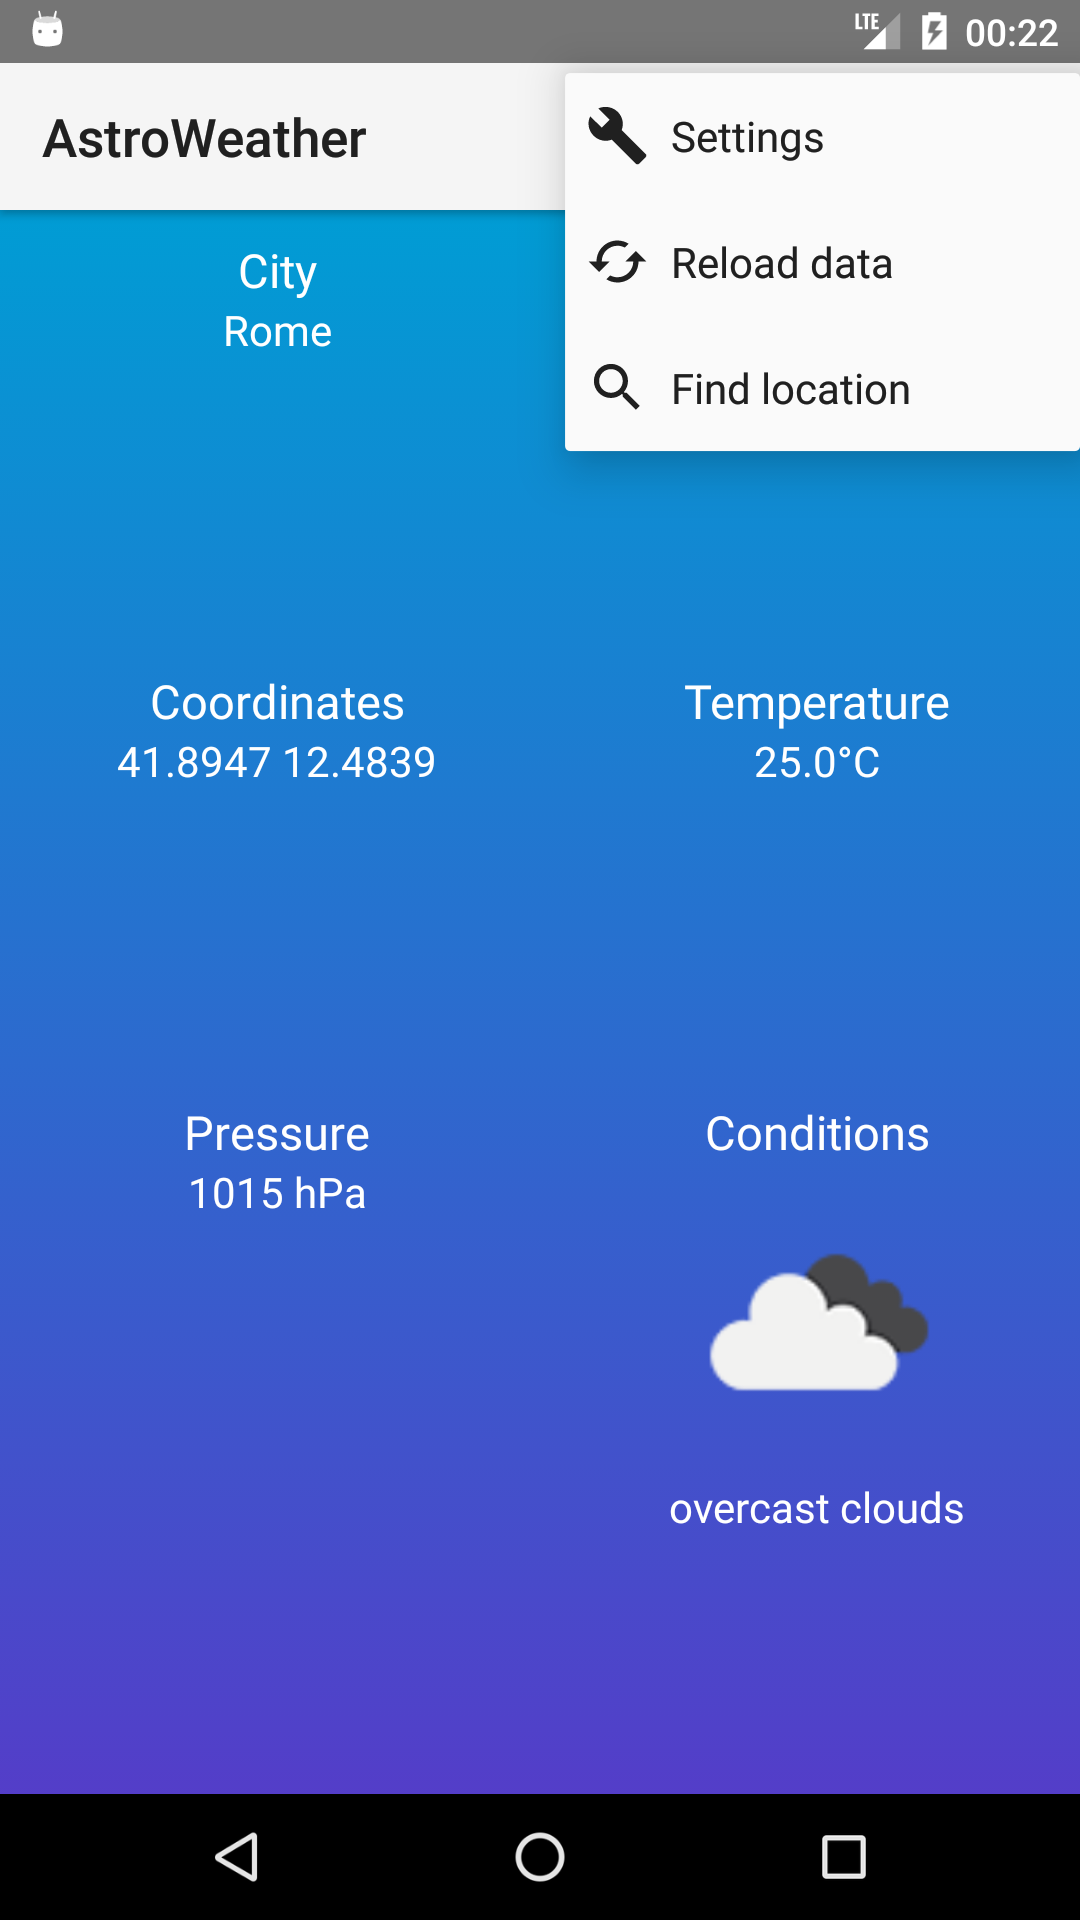 LTE 00:22
AstroWeather
Settings
Reload data
Find location
City
Rome
Coordinates
41.8947 12.4839
Temperature
25.0°C
Pressure
1015 hPa
Conditions
overcast clouds